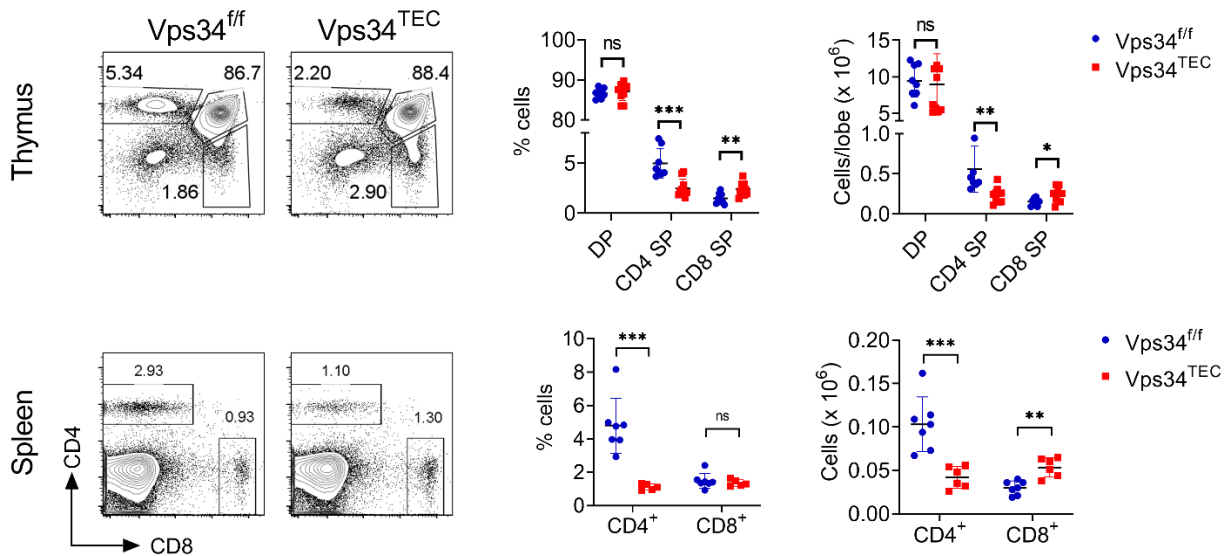 Vps34f/f
Vps34TEC
Thymus
5.34
86.7
1.86
2.20
88.4
2.90
% cells
100
90
80
5
0
ns
***
**
DP
CD4 SP
CD8 SP
Cells/lobe (x 10⁶)
15
10
5
1.0
0.5
0.0
ns
**
*
DP
CD4 SP
CD8 SP
Vps34f/f
Vps34TEC
Spleen
2.93
0.93
1.10
1.30
CD4
CD8
% cells
10
8
6
4
2
0
***
ns
CD4⁺
CD8⁺
Cells (x 10⁶)
0.20
0.15
0.10
0.05
0.00
***
**
CD4⁺
CD8⁺
Vps34f/f
Vps34TEC